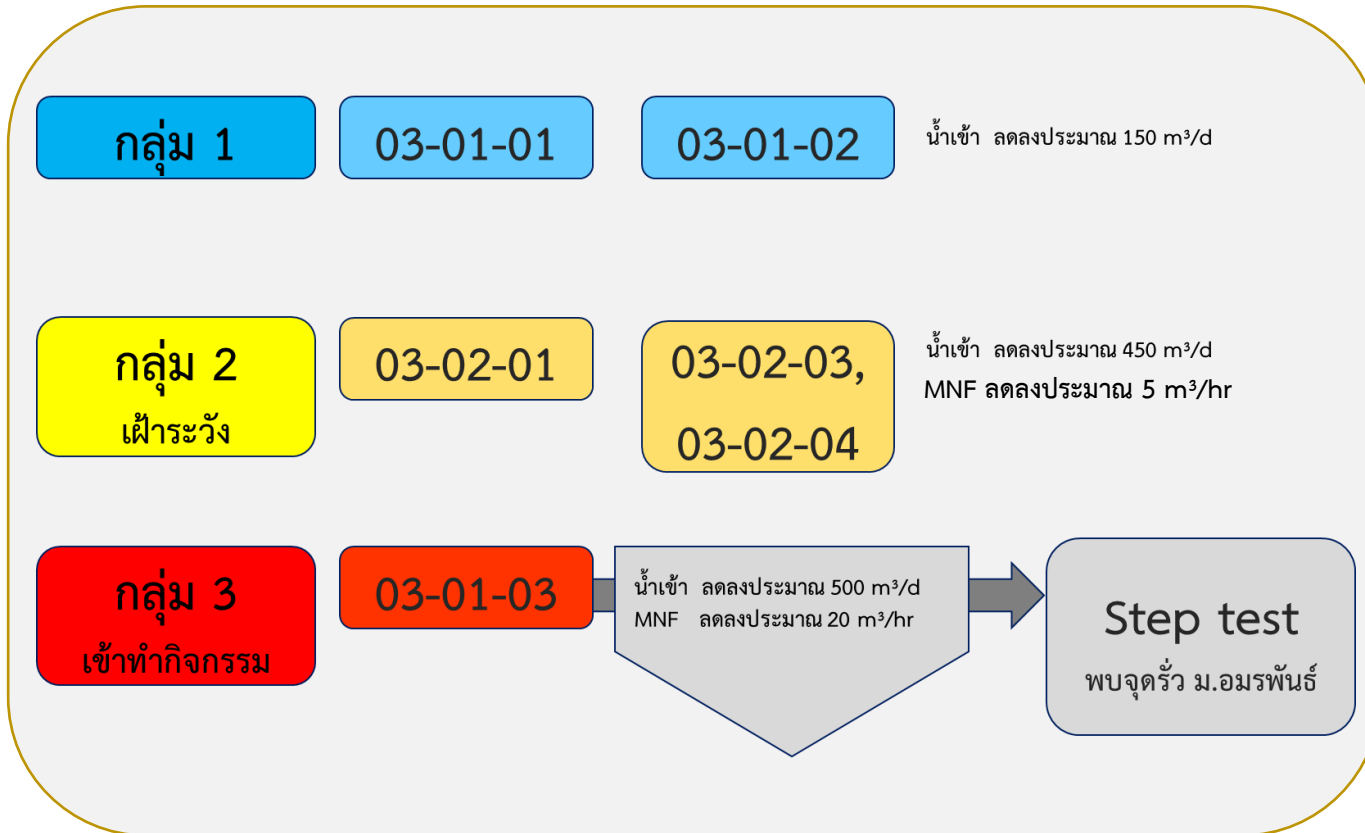 กลุ่ม 1
03-01-01
03-01-02
น้ำเข้า ลดลงประมาณ 150 m³/d
กลุ่ม 2
เฝ้าระวัง
03-02-01
03-02-03,
03-02-04
น้ำเข้า ลดลงประมาณ 450 m³/d
MNF ลดลงประมาณ 5 m³/hr
กลุ่ม 3
เข้าทำกิจกรรม
03-01-03
น้ำเข้า ลดลงประมาณ 500 m³/d
MNF ลดลงประมาณ 20 m³/hr
Step test
พบจุดรั่ว ม.อมรพันธ์